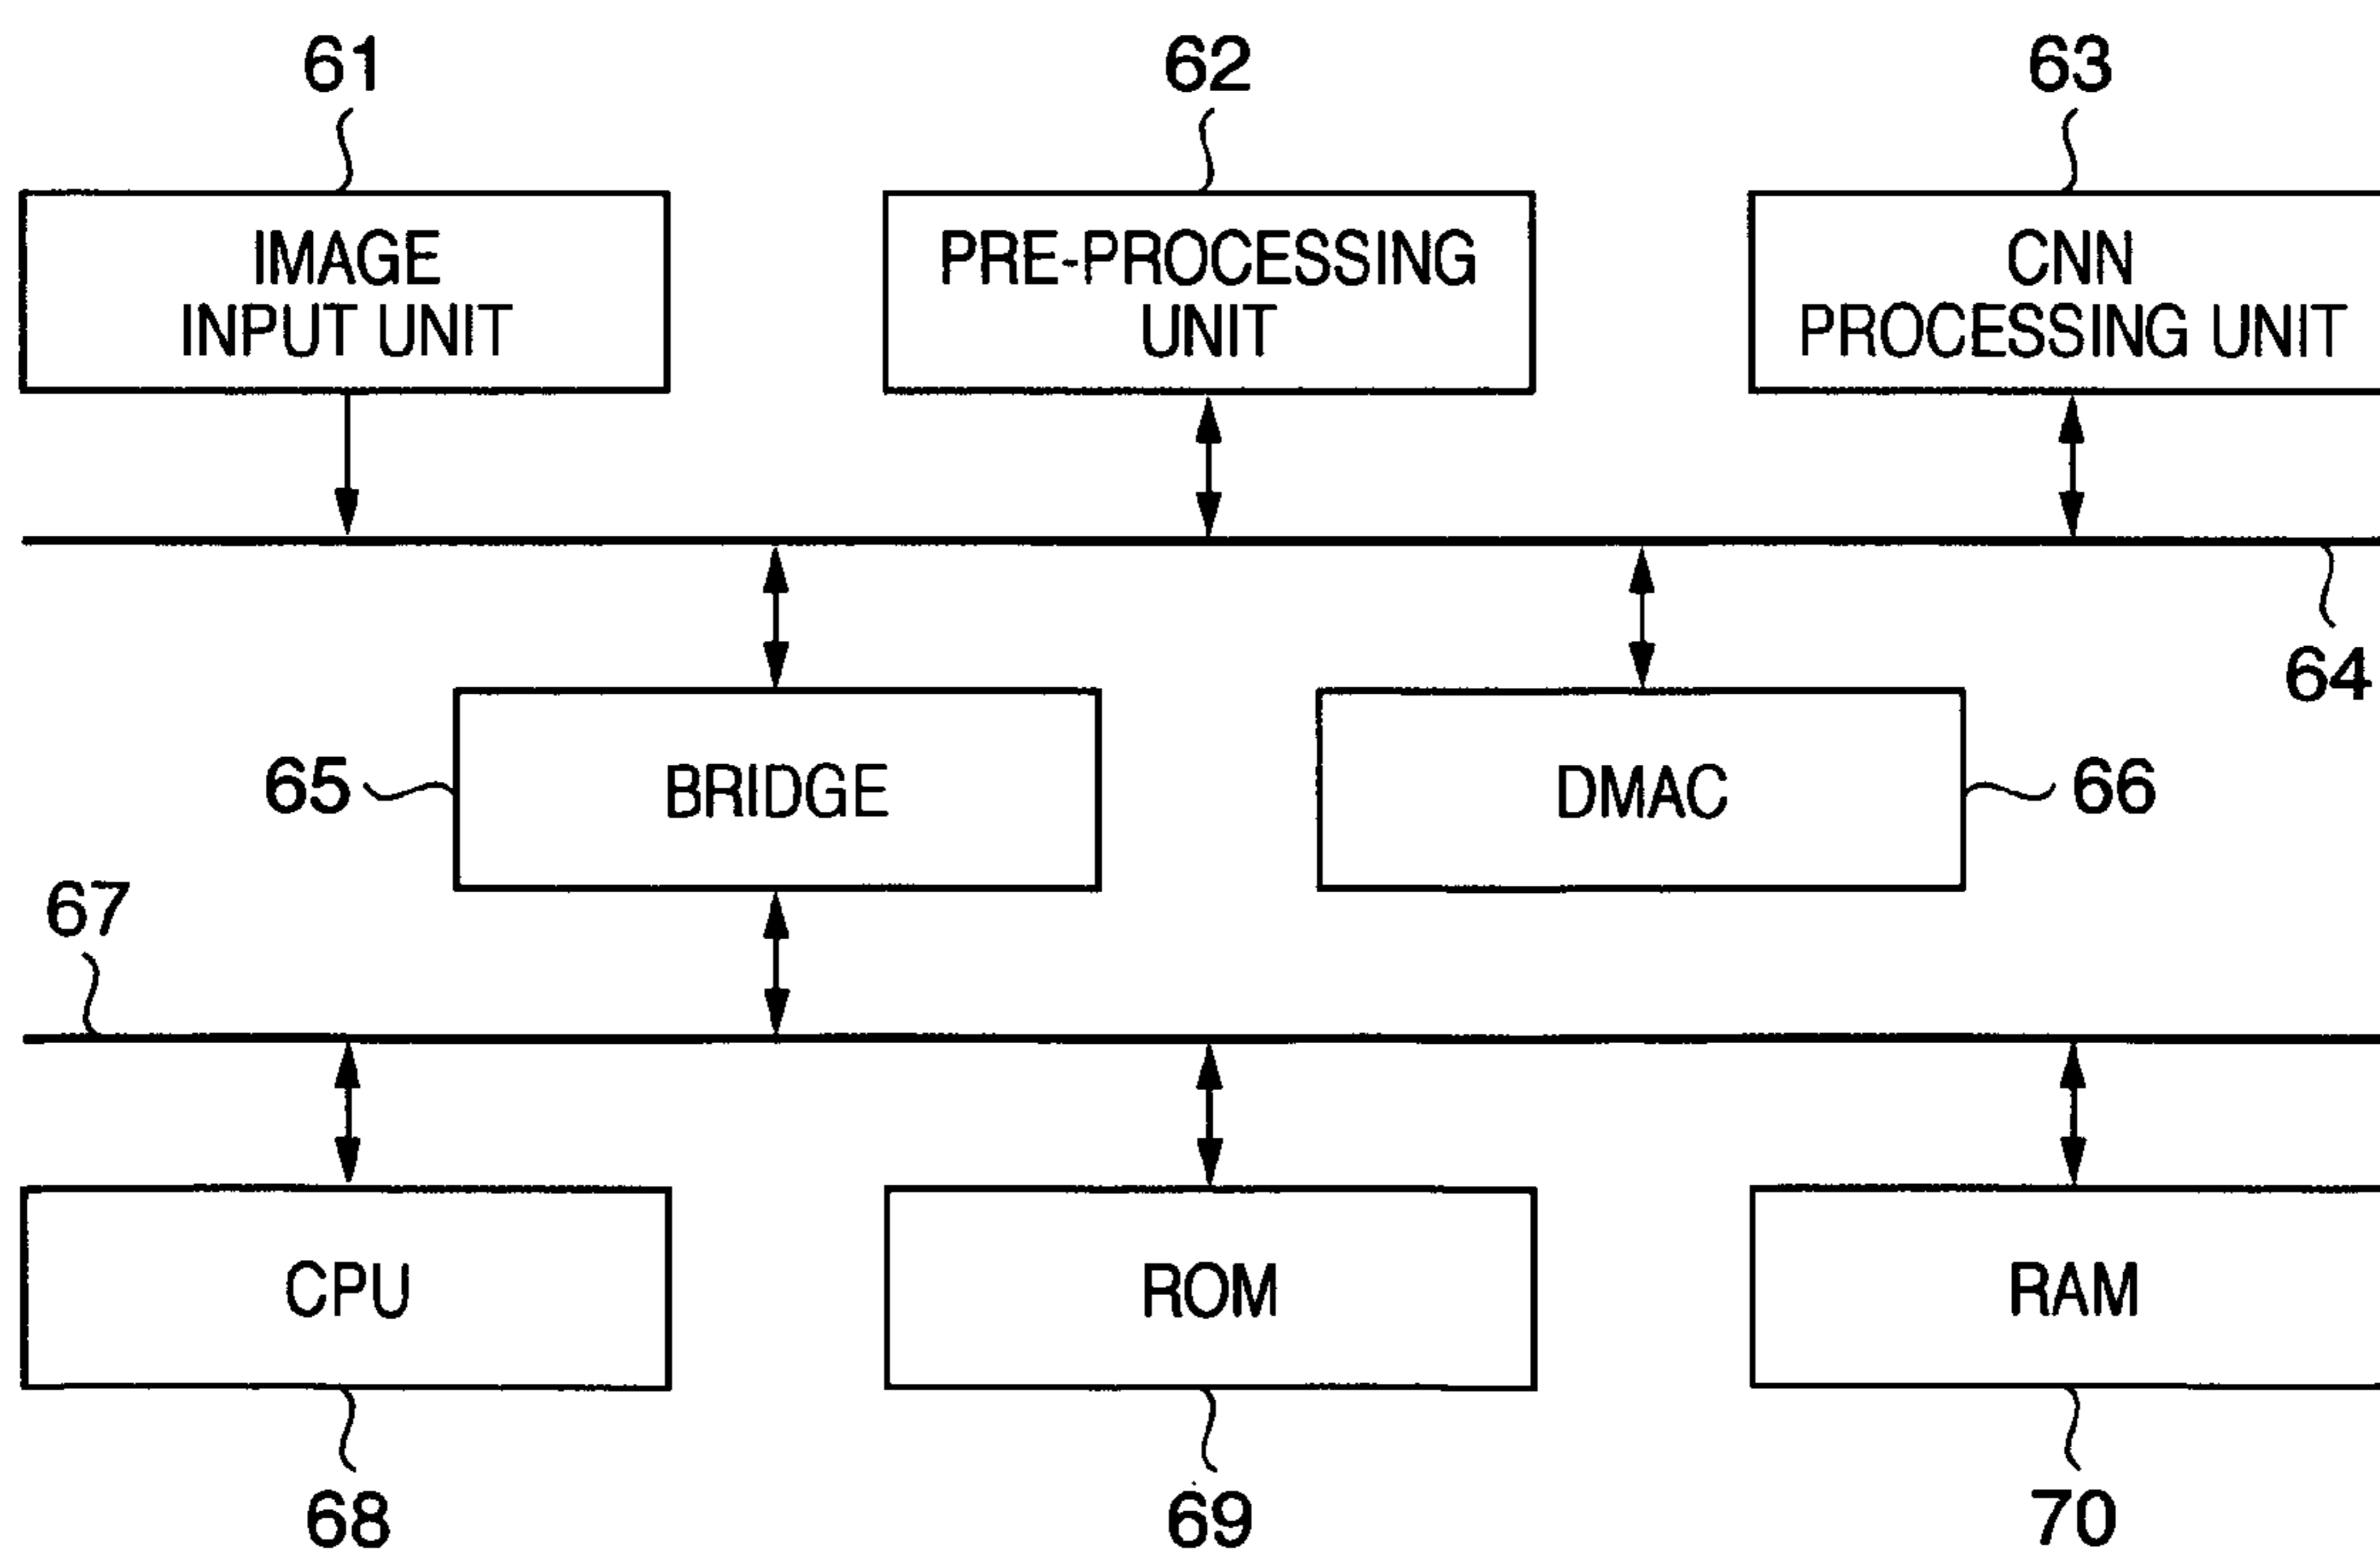 61
62
63
IMAGE
INPUT UNIT
PRE-PROCESSING
UNIT
CNN
PROCESSING UNIT
64
65
BRIDGE
DMAC
66
67
CPU
ROM
RAM
68
69
70